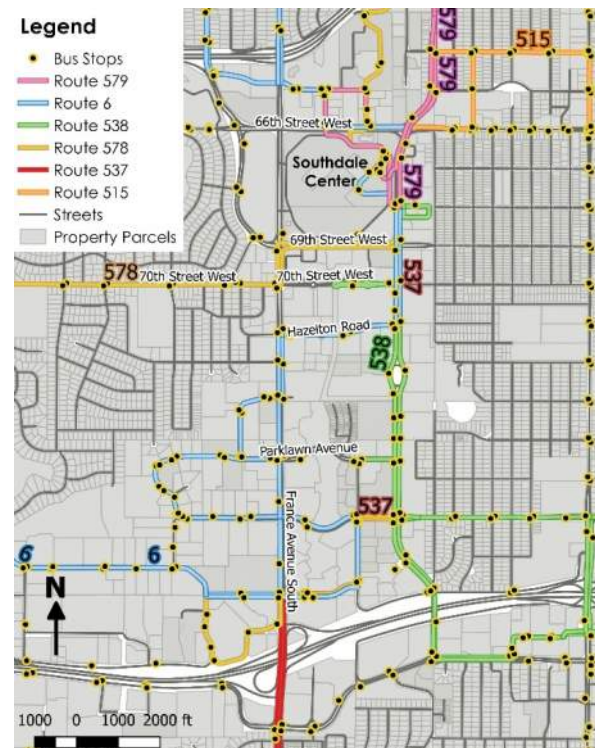 Legend
Bus Stops
Route 579
Route 6
Route 538
Route 578
Route 537
Route 515
Streets
Property Parcels
579
579
515
66th Street West
Southdale
Center
579
69th Street West
578
70th Street West
70th Street West
537
Hazelton Road
538
Parklawn Avenue
France Avenue South
537
6
6
N
1000 0 1000 2000 ft